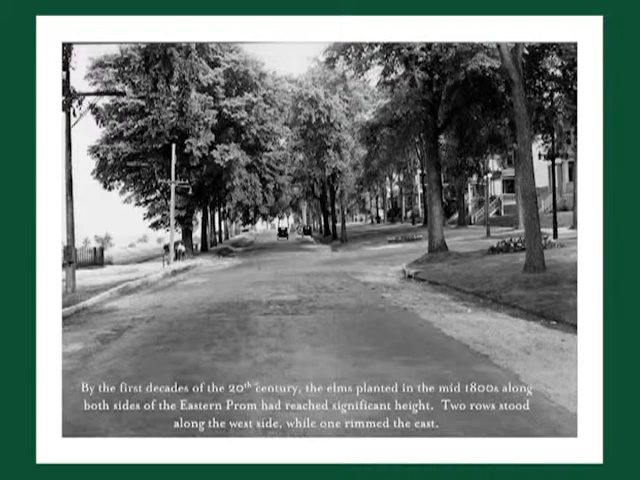 By the first decades of the 20th century, the elms planted in the mid 1800s along
both sides of the Eastern Prom had reached significant height. Two rows stood
along the west side, while one rimmed the east.